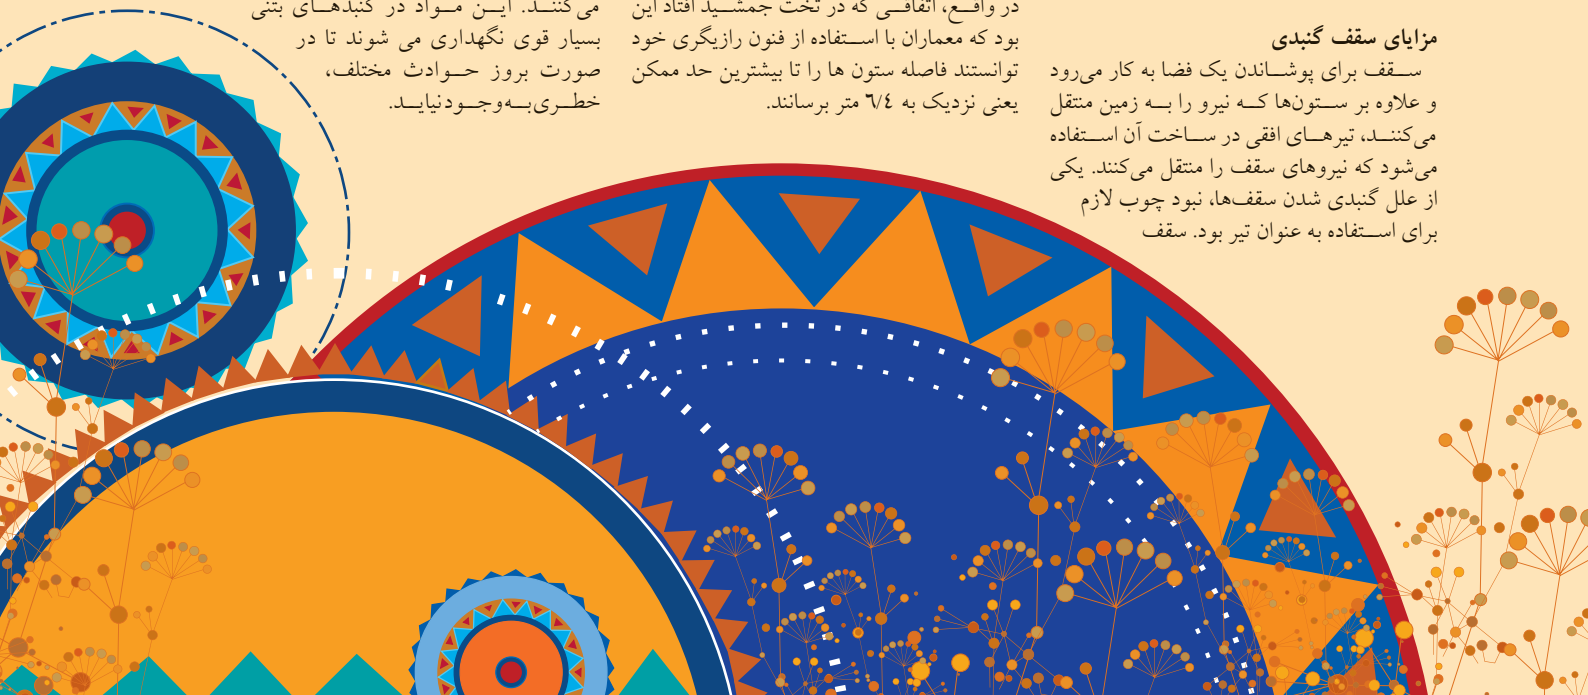 مزایای سقف گنبدی
سقف برای پوشاندن یک فضا به کار می‌رود
و علاوه بر ستون‌ها که نیرو را به زمین منتقل
می‌کنند، تیرهای افقی در ساخت آن استفاده
می‌شود که نیروهای سقف را منتقل می‌کنند. یکی
از علل گنبدی شدن سقف‌ها، نبود چوب لازم
برای استفاده به عنوان تیر بود. سقف
در واقع، اتفاقی که در تخت جمشید افتاد این
بود که معماران با استفاده از فنون رازیگری خود
توانستند فاصله ستون ها را تا بیشترین حد ممکن
یعنی نزدیک به ٦/٤ متر برسانند.
می‌کنند. این مواد در گنبدهای بتنی
بسیار قوی نگهداری می شوند تا در
صورت بروز حوادث مختلف،
خطری‌به‌وجودنیاید.